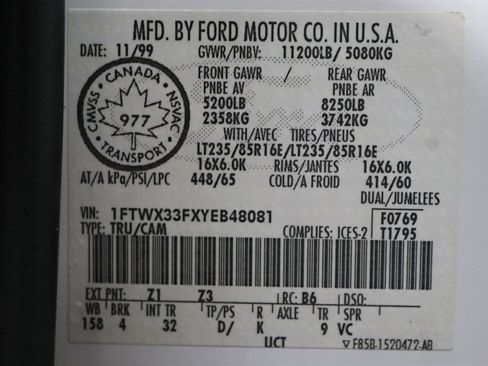 MFD. BY FORD MOTOR CO. IN U.S.A.
DATE: 11/99 GVWR/PNBV: 11200LB/ 5080KG
CANADA
CMVSS NSVAC
977
TRANSPORT
FRONT GAWR / REAR GAWR
PNBE AV PNBE AR
5200LB 8250LB
2358KG 3742KG
WITH/AVEC TIRES/PNEUS
LT235/85R16E/LT235/85R16E
16X6.0K RIMS/JANTES 16X6.0K
AT/A kPa/PSI/LPC 448/65 COLD/A FROID 414/60
DUAL/JUMELEES
VIN: 1FTWX33FXYEB48081 F0769
TYPE: TRU/CAM COMPLIES: ICES-2 T1795
EXT PNT: Z1 Z3 RC: B6 DSO:
WB BRK INT TR TP/PS R AXLE TR SPR
158 4 32 D/ K 9 VC
UCT ▽ F85B-1520472-AB